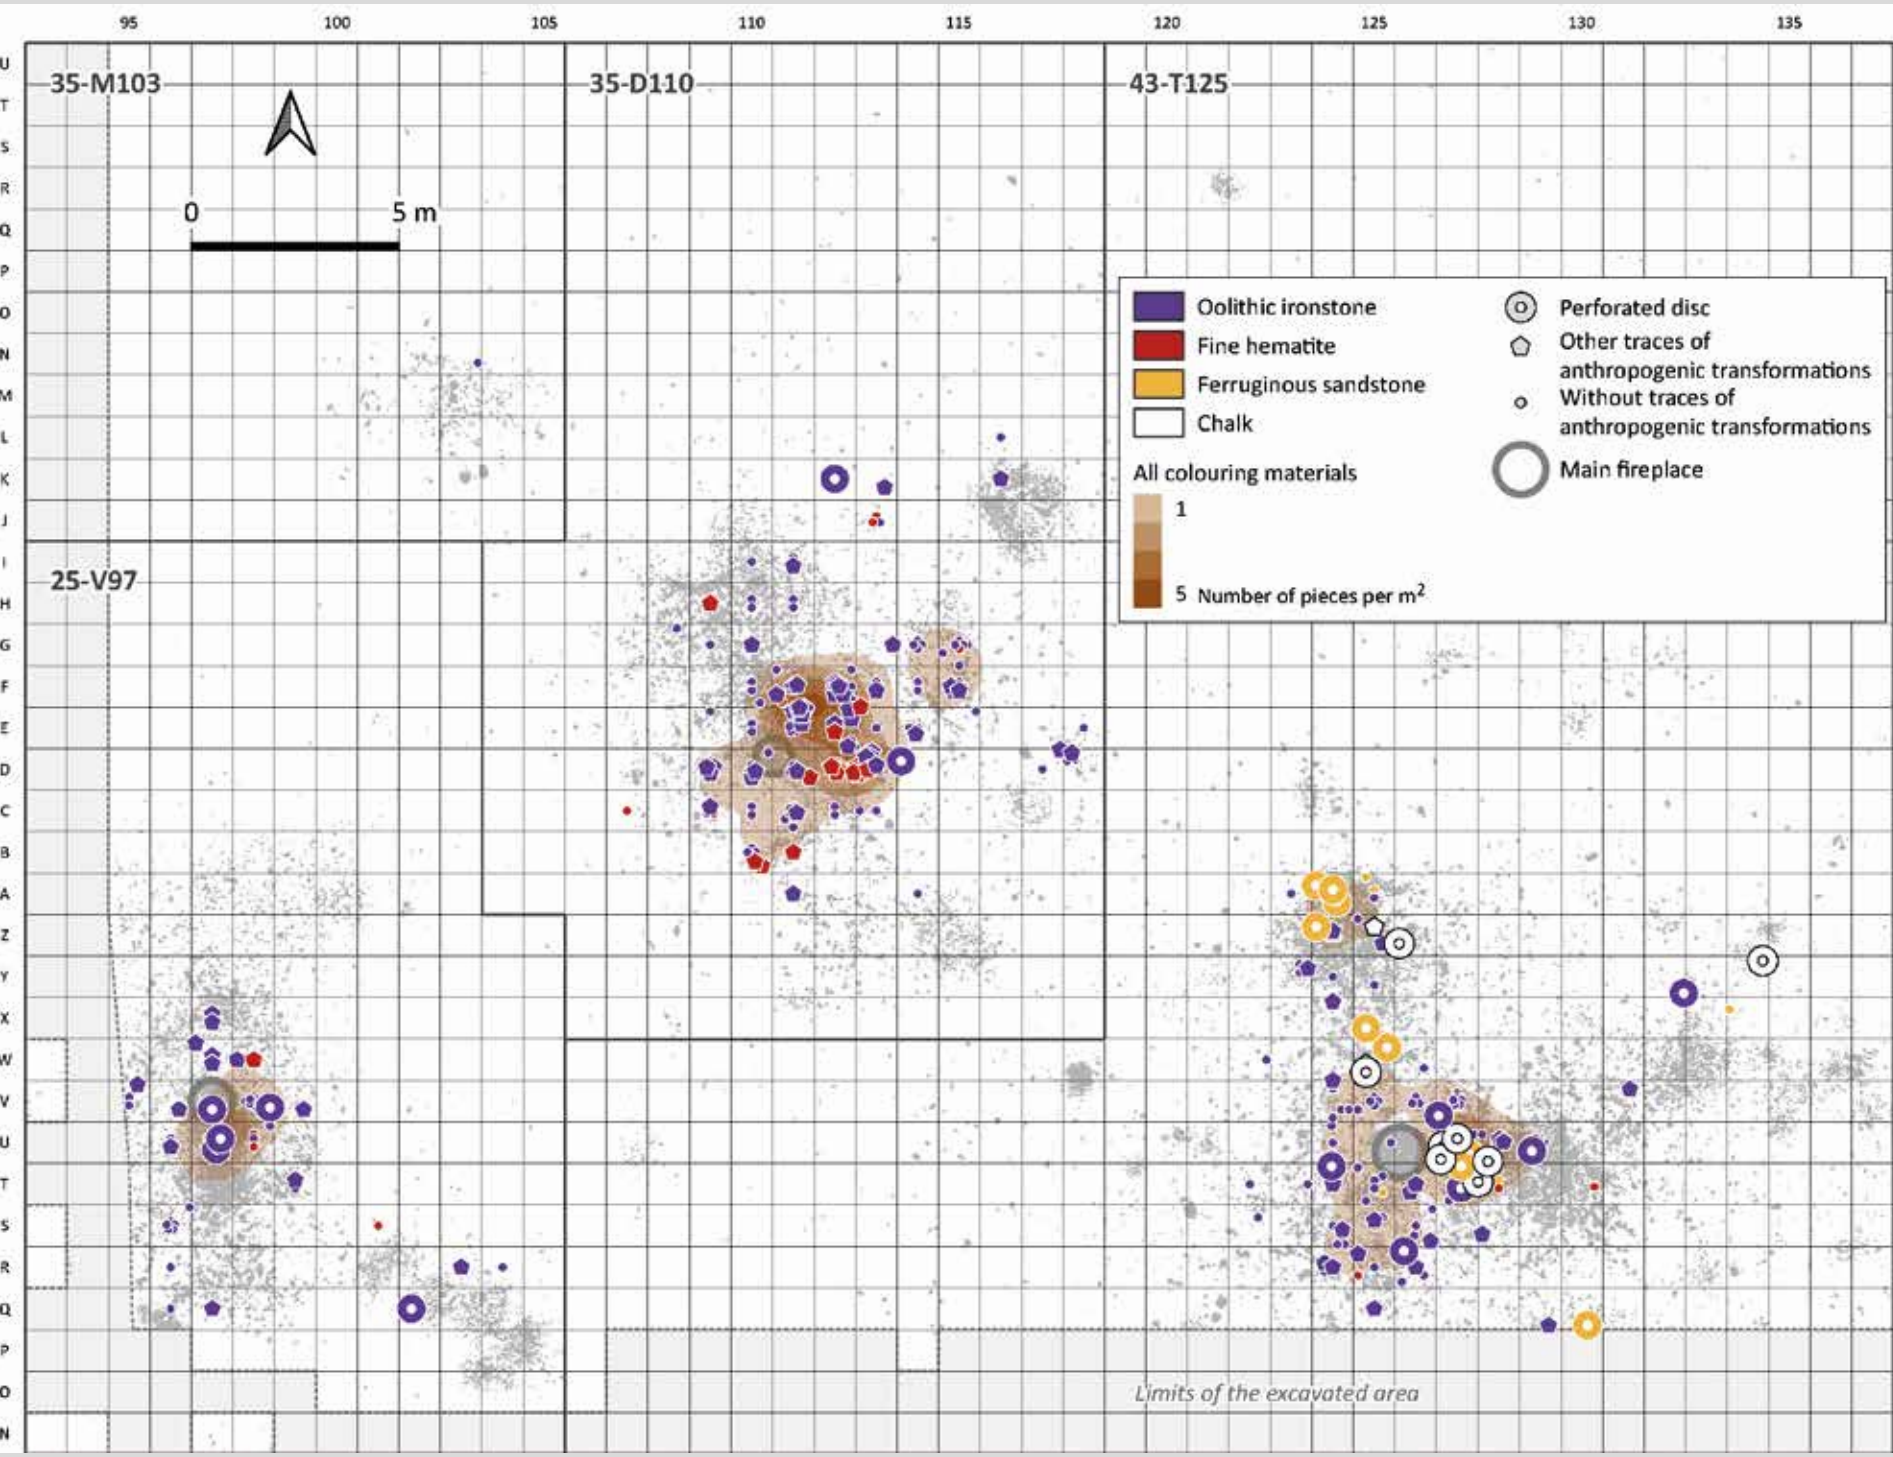 95 100 105 110 115 120 125 130 135
U
35-M103 35-D110 43-T125
T
S
R
0 5 m
Q
P
O
Oolithic ironstone
Perforated disc
Fine hematite
Other traces of
anthropogenic transformations
Ferruginous sandstone
Without traces of
anthropogenic transformations
Chalk
Main fireplace
All colouring materials
1
5 Number of pieces per m2
N
M
L
K
J
I
25-V97
H
G
F
E
D
C
B
A
Z
Y
X
W
V
U
T
S
R
Q
P
O
Limits of the excavated area
N